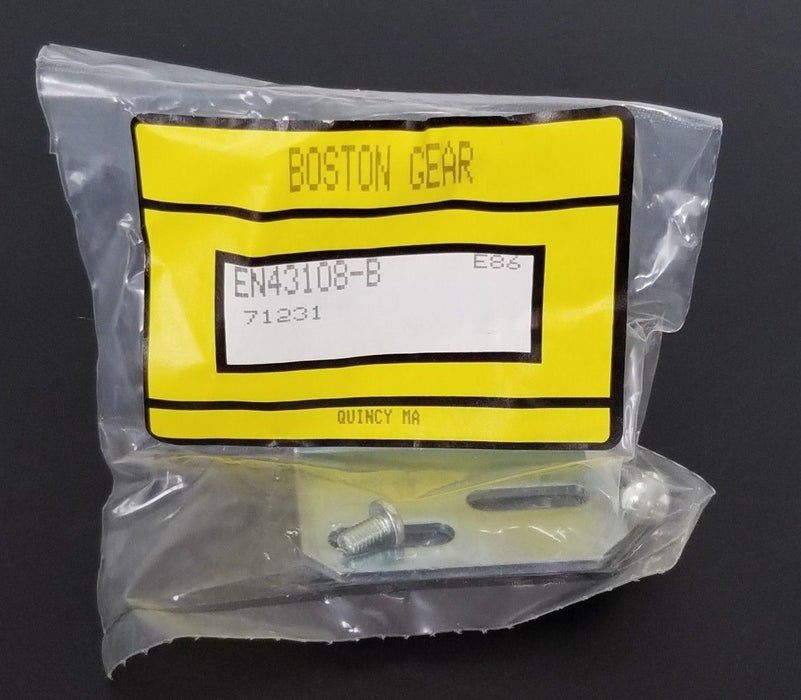 BOSTON GEAR
EN43108-B E86
71231
QUINCY MA